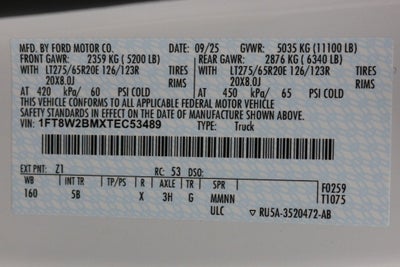 MFD. BY FORD MOTOR CO. 09/25 GVWR: 5035 KG (11100 LB)
FRONT GAWR: 2359 KG (5200 LB) REAR GAWR: 2876 KG (6340 LB)
WITH LT275/65R20E 126/123R TIRES WITH LT275/65R20E 126/123R TIRES
20X8.0J RIMS 20X8.0J RIMS
AT 420 kPa/ 60 PSI COLD AT 450 kPa/ 65 PSI COLD
THIS VEHICLE CONFORMS TO ALL APPLICABLE FEDERAL MOTOR VEHICLE
SAFETY STANDARDS IN EFFECT ON THE DATE OF MANUFACTURE SHOWN ABOVE.
VIN: 1FT8W2BMXTEC53489 TYPE: Truck
EXT PNT: Z1 RC: 53 DSO:
WB INT TR TP/PS R AXLE TR SPR F0259
160 5B X 3H G MMNN T1075
ULC RU5A-3520472-AB